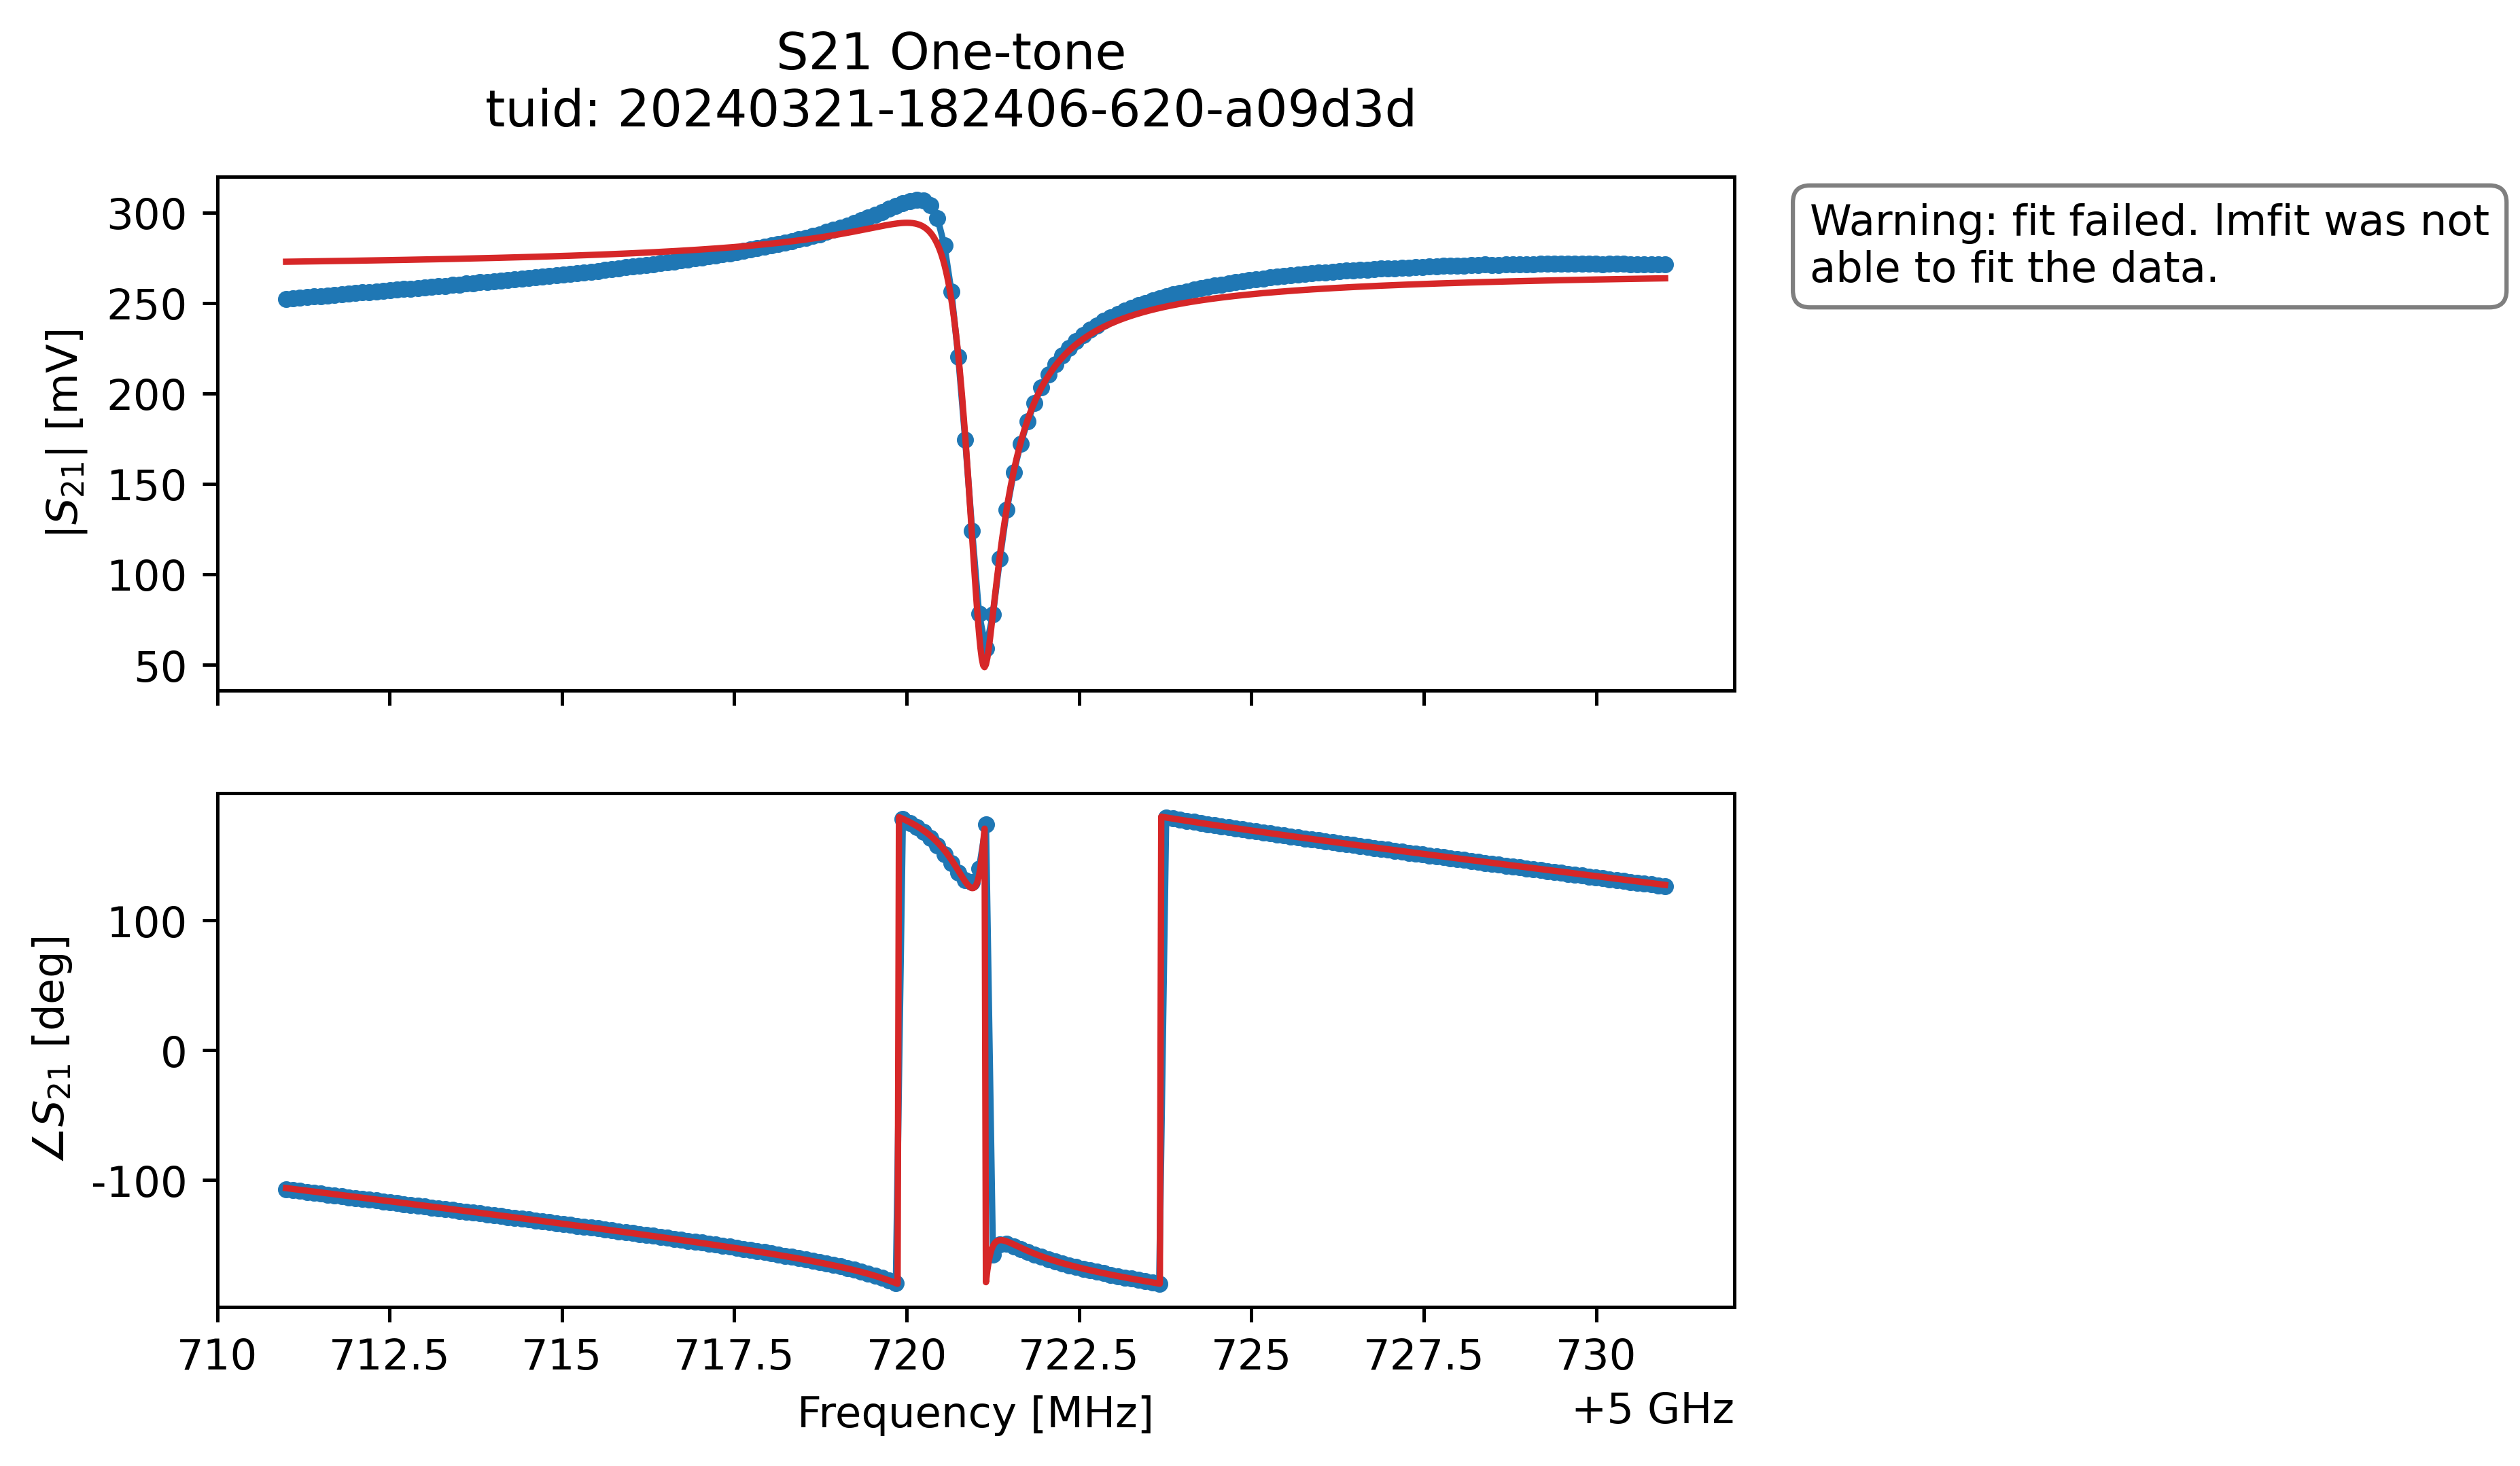 S21 One-tone
tuid: 20240321-182406-620-a09d3d
300
250
200
150
100
50
|S21| [mV]
Warning: fit failed. lmfit was not
able to fit the data.
100
0
-100
∠S21 [deg]
710 712.5 715 717.5 720 722.5 725 727.5 730
Frequency [MHz]
+5 GHz